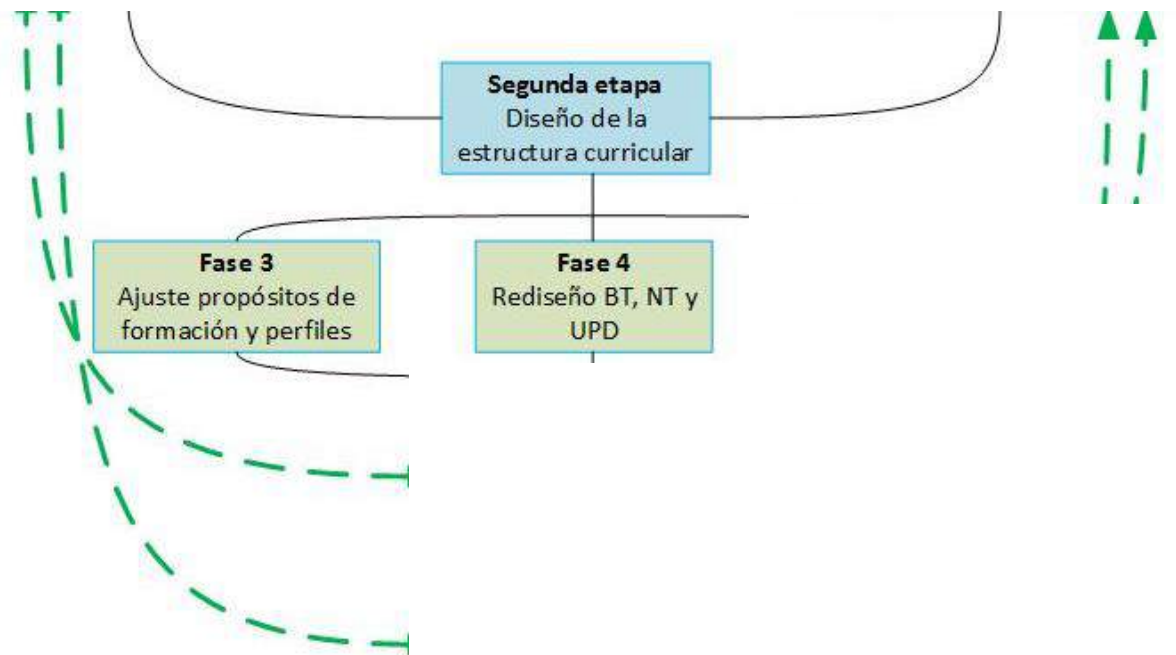 Segunda etapa
Diseño de la
estructura curricular
Fase 3
Ajuste propósitos de
formación y perfiles
Fase 4
Rediseño BT, NT y
UPD